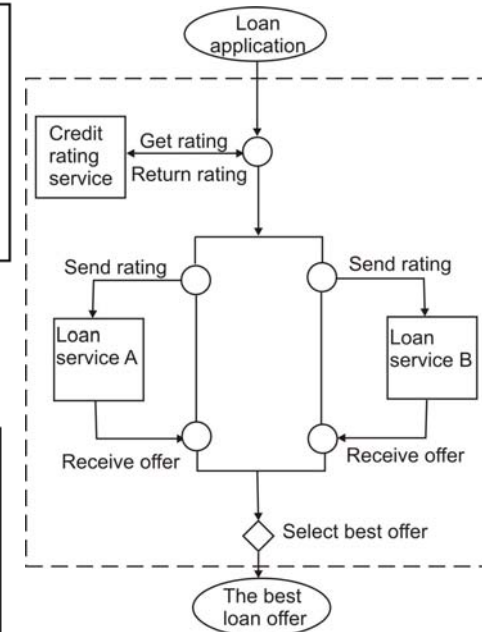 Loan
application
Credit
rating
service
Get rating
Return rating
Send rating
Send rating
Loan
service A
Loan
service B
Receive offer
Receive offer
Select best offer
The best
loan offer